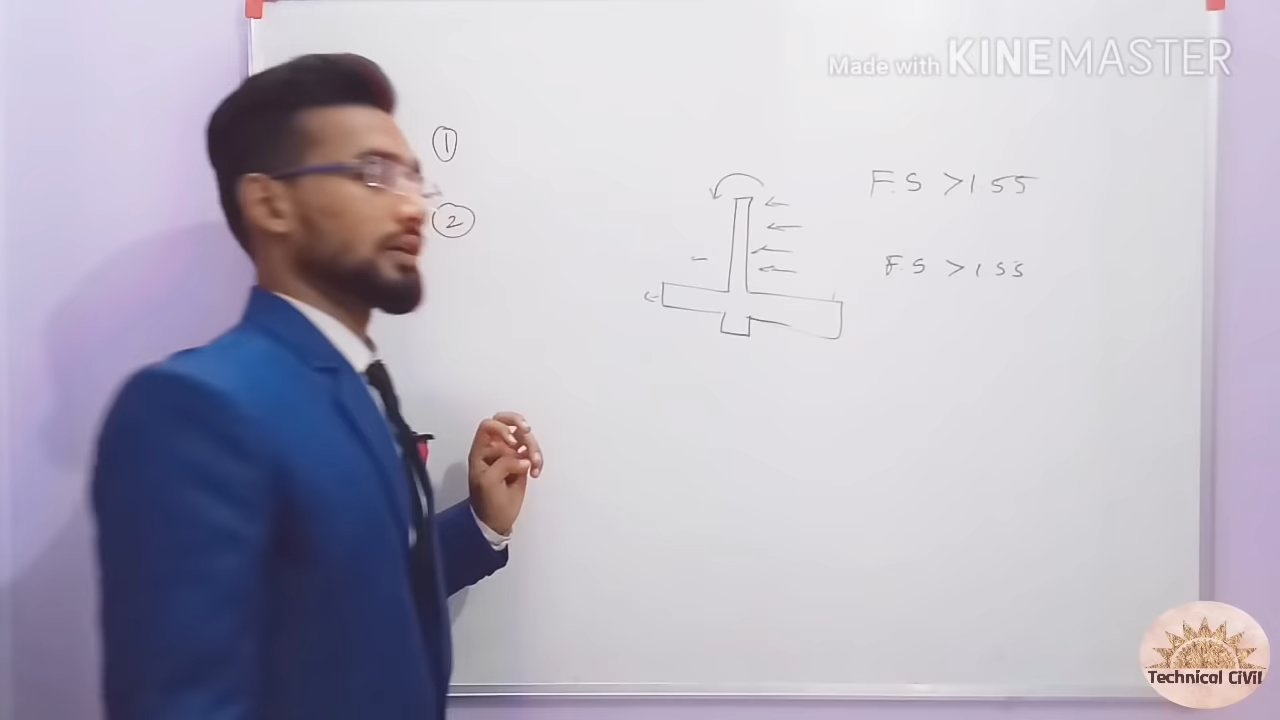 Made with KINEMASTER
①
F.S > 1 55
②
F.S > 1 55
Technical CiVil